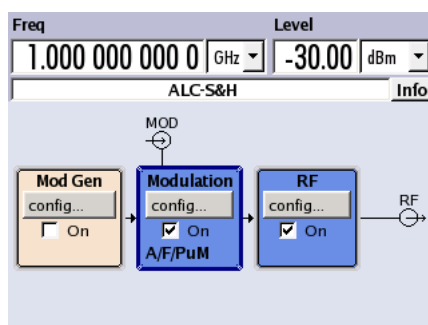 Freq Level
1.000 000 000 0 GHz -30.00 dBm
ALC-S&H Info
MOD
Mod Gen Modulation RF
config... config... config... RF
On On On
A/F/PuM